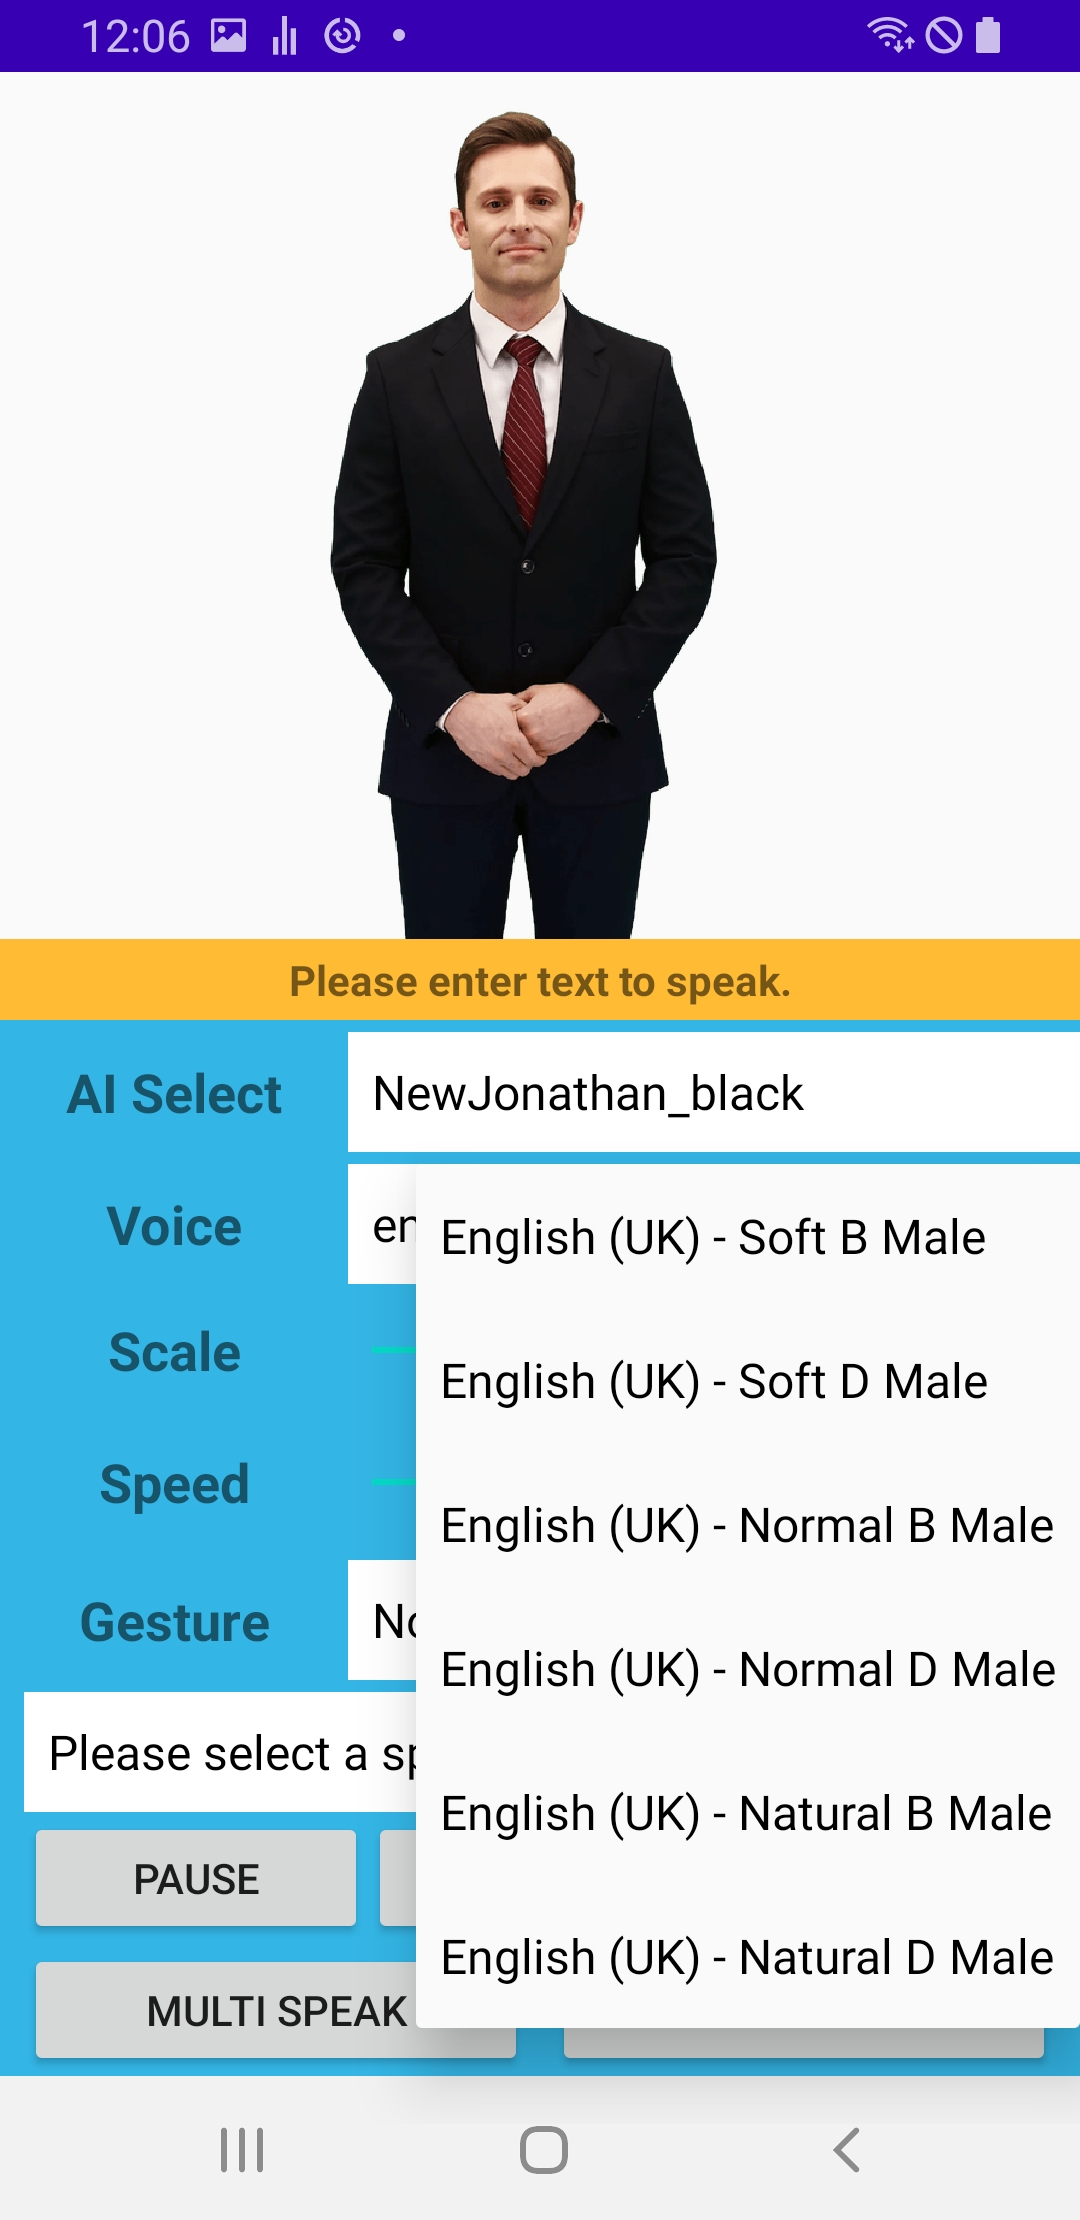 12:06
Please enter text to speak.
AI Select
NewJonathan_black
Voice
en
English (UK) - Soft B Male
Scale
English (UK) - Soft D Male
Speed
English (UK) - Normal B Male
Gesture
No
English (UK) - Normal D Male
Please select a sp
English (UK) - Natural B Male
PAUSE
English (UK) - Natural D Male
MULTI SPEAK